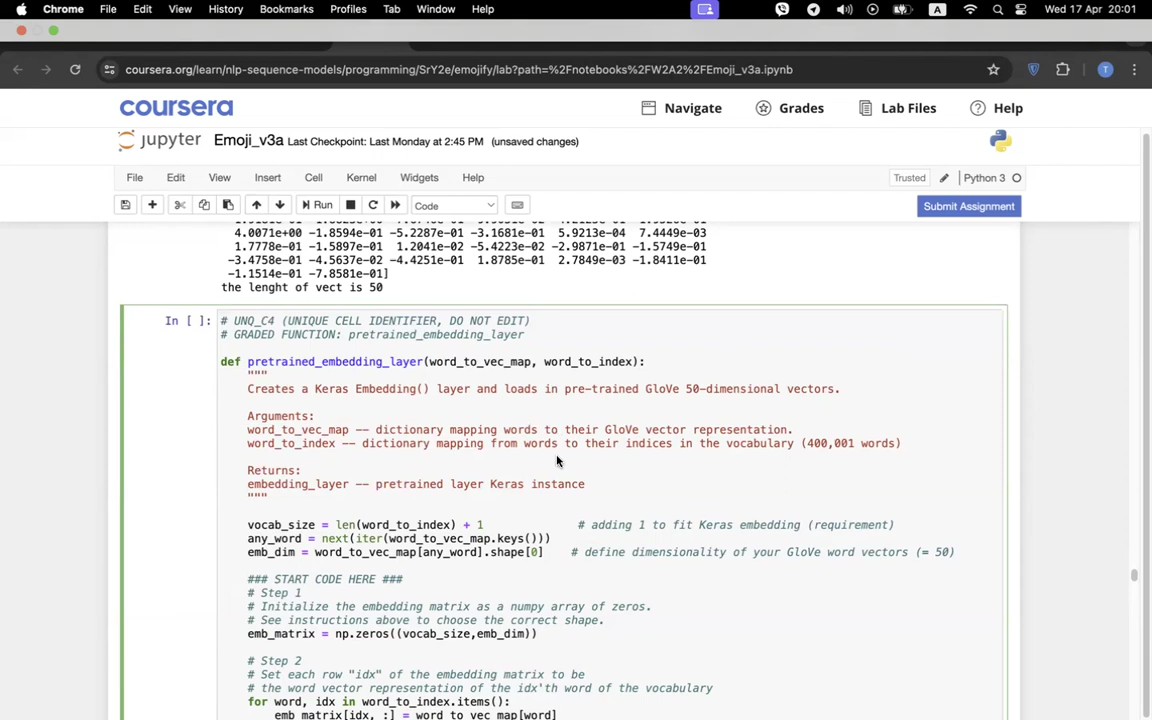 Chrome File Edit View History Bookmarks Profiles Tab Window Help A Wed 17 Apr 20:01
coursera.org/learn/nlp-sequence-models/programming/SrY2e/emojify/lab?path=%2Fnotebooks%2FW2A2%2FEmoji_v3a.ipynb T
coursera Navigate Grades Lab Files Help
jupyter Emoji_v3a Last Checkpoint: Last Monday at 2:45 PM (unsaved changes)
File Edit View Insert Cell Kernel Widgets Help Trusted Python 3
Run Code Submit Assignment
4.0071e+00 -1.8594e-01 -5.2287e-01 -3.1681e-01 5.9213e-04 7.4449e-03
1.7778e-01 -1.5897e-01 1.2041e-02 -5.4223e-02 -2.9871e-01 -1.5749e-01
-3.4758e-01 -4.5637e-02 -4.4251e-01 1.8785e-01 2.7849e-03 -1.8411e-01
-1.1514e-01 -7.8581e-01]
the lenght of vect is 50
In [ ]: # UNQ_C4 (UNIQUE CELL IDENTIFIER, DO NOT EDIT)
# GRADED FUNCTION: pretrained_embedding_layer
def pretrained_embedding_layer(word_to_vec_map, word_to_index):
"""
Creates a Keras Embedding() layer and loads in pre-trained GloVe 50-dimensional vectors.
Arguments:
word_to_vec_map -- dictionary mapping words to their GloVe vector representation.
word_to_index -- dictionary mapping from words to their indices in the vocabulary (400,001 words)
Returns:
embedding_layer -- pretrained layer Keras instance
"""
vocab_size = len(word_to_index) + 1 # adding 1 to fit Keras embedding (requirement)
any_word = next(iter(word_to_vec_map.keys()))
emb_dim = word_to_vec_map[any_word].shape[0] # define dimensionality of your GloVe word vectors (= 50)
### START CODE HERE ###
# Step 1
# Initialize the embedding matrix as a numpy array of zeros.
# See instructions above to choose the correct shape.
emb_matrix = np.zeros((vocab_size,emb_dim))
# Step 2
# Set each row "idx" of the embedding matrix to be
# the word vector representation of the idx'th word of the vocabulary
for word, idx in word_to_index.items():
emb_matrix[idx, :] = word_to_vec_map[word]